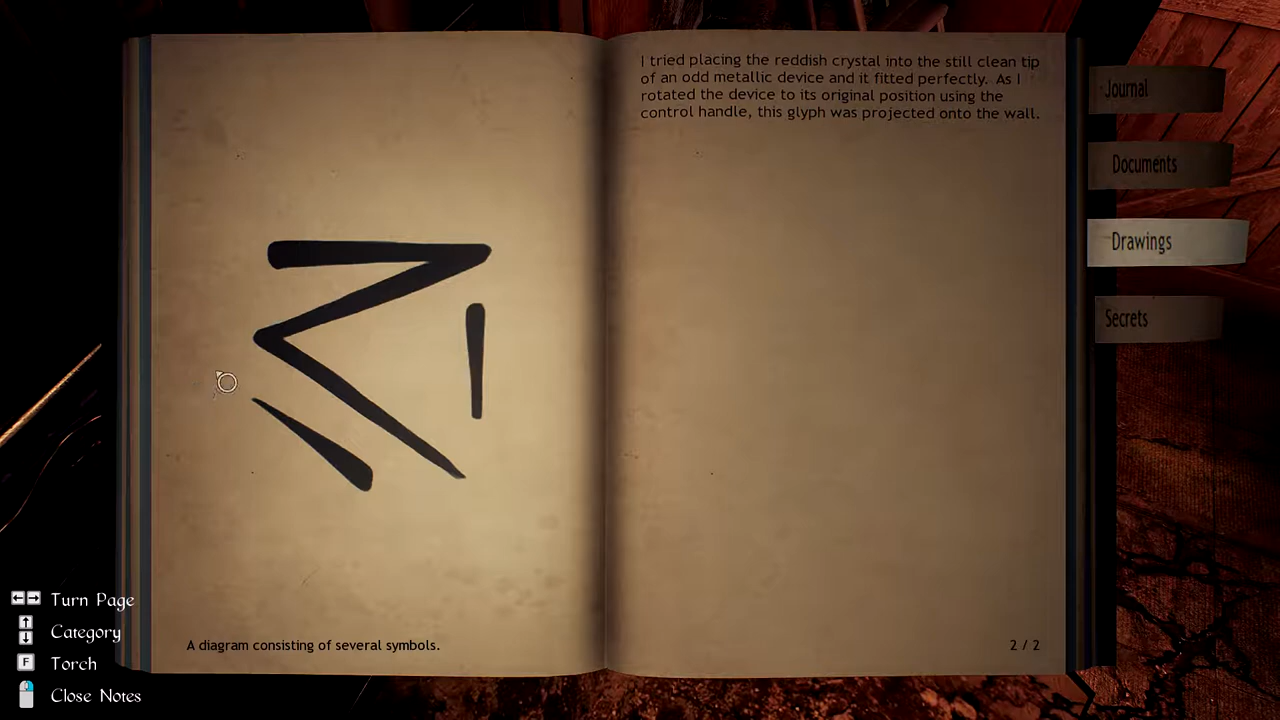 I tried placing the reddish crystal into the still clean tip
of an odd metallic device and it fitted perfectly. As I
rotated the device to its original position using the
control handle, this glyph was projected onto the wall.
Journal
Documents
Drawings
Secrets
Turn Page
Category
F Torch
Close Notes
A diagram consisting of several symbols.
2 / 2